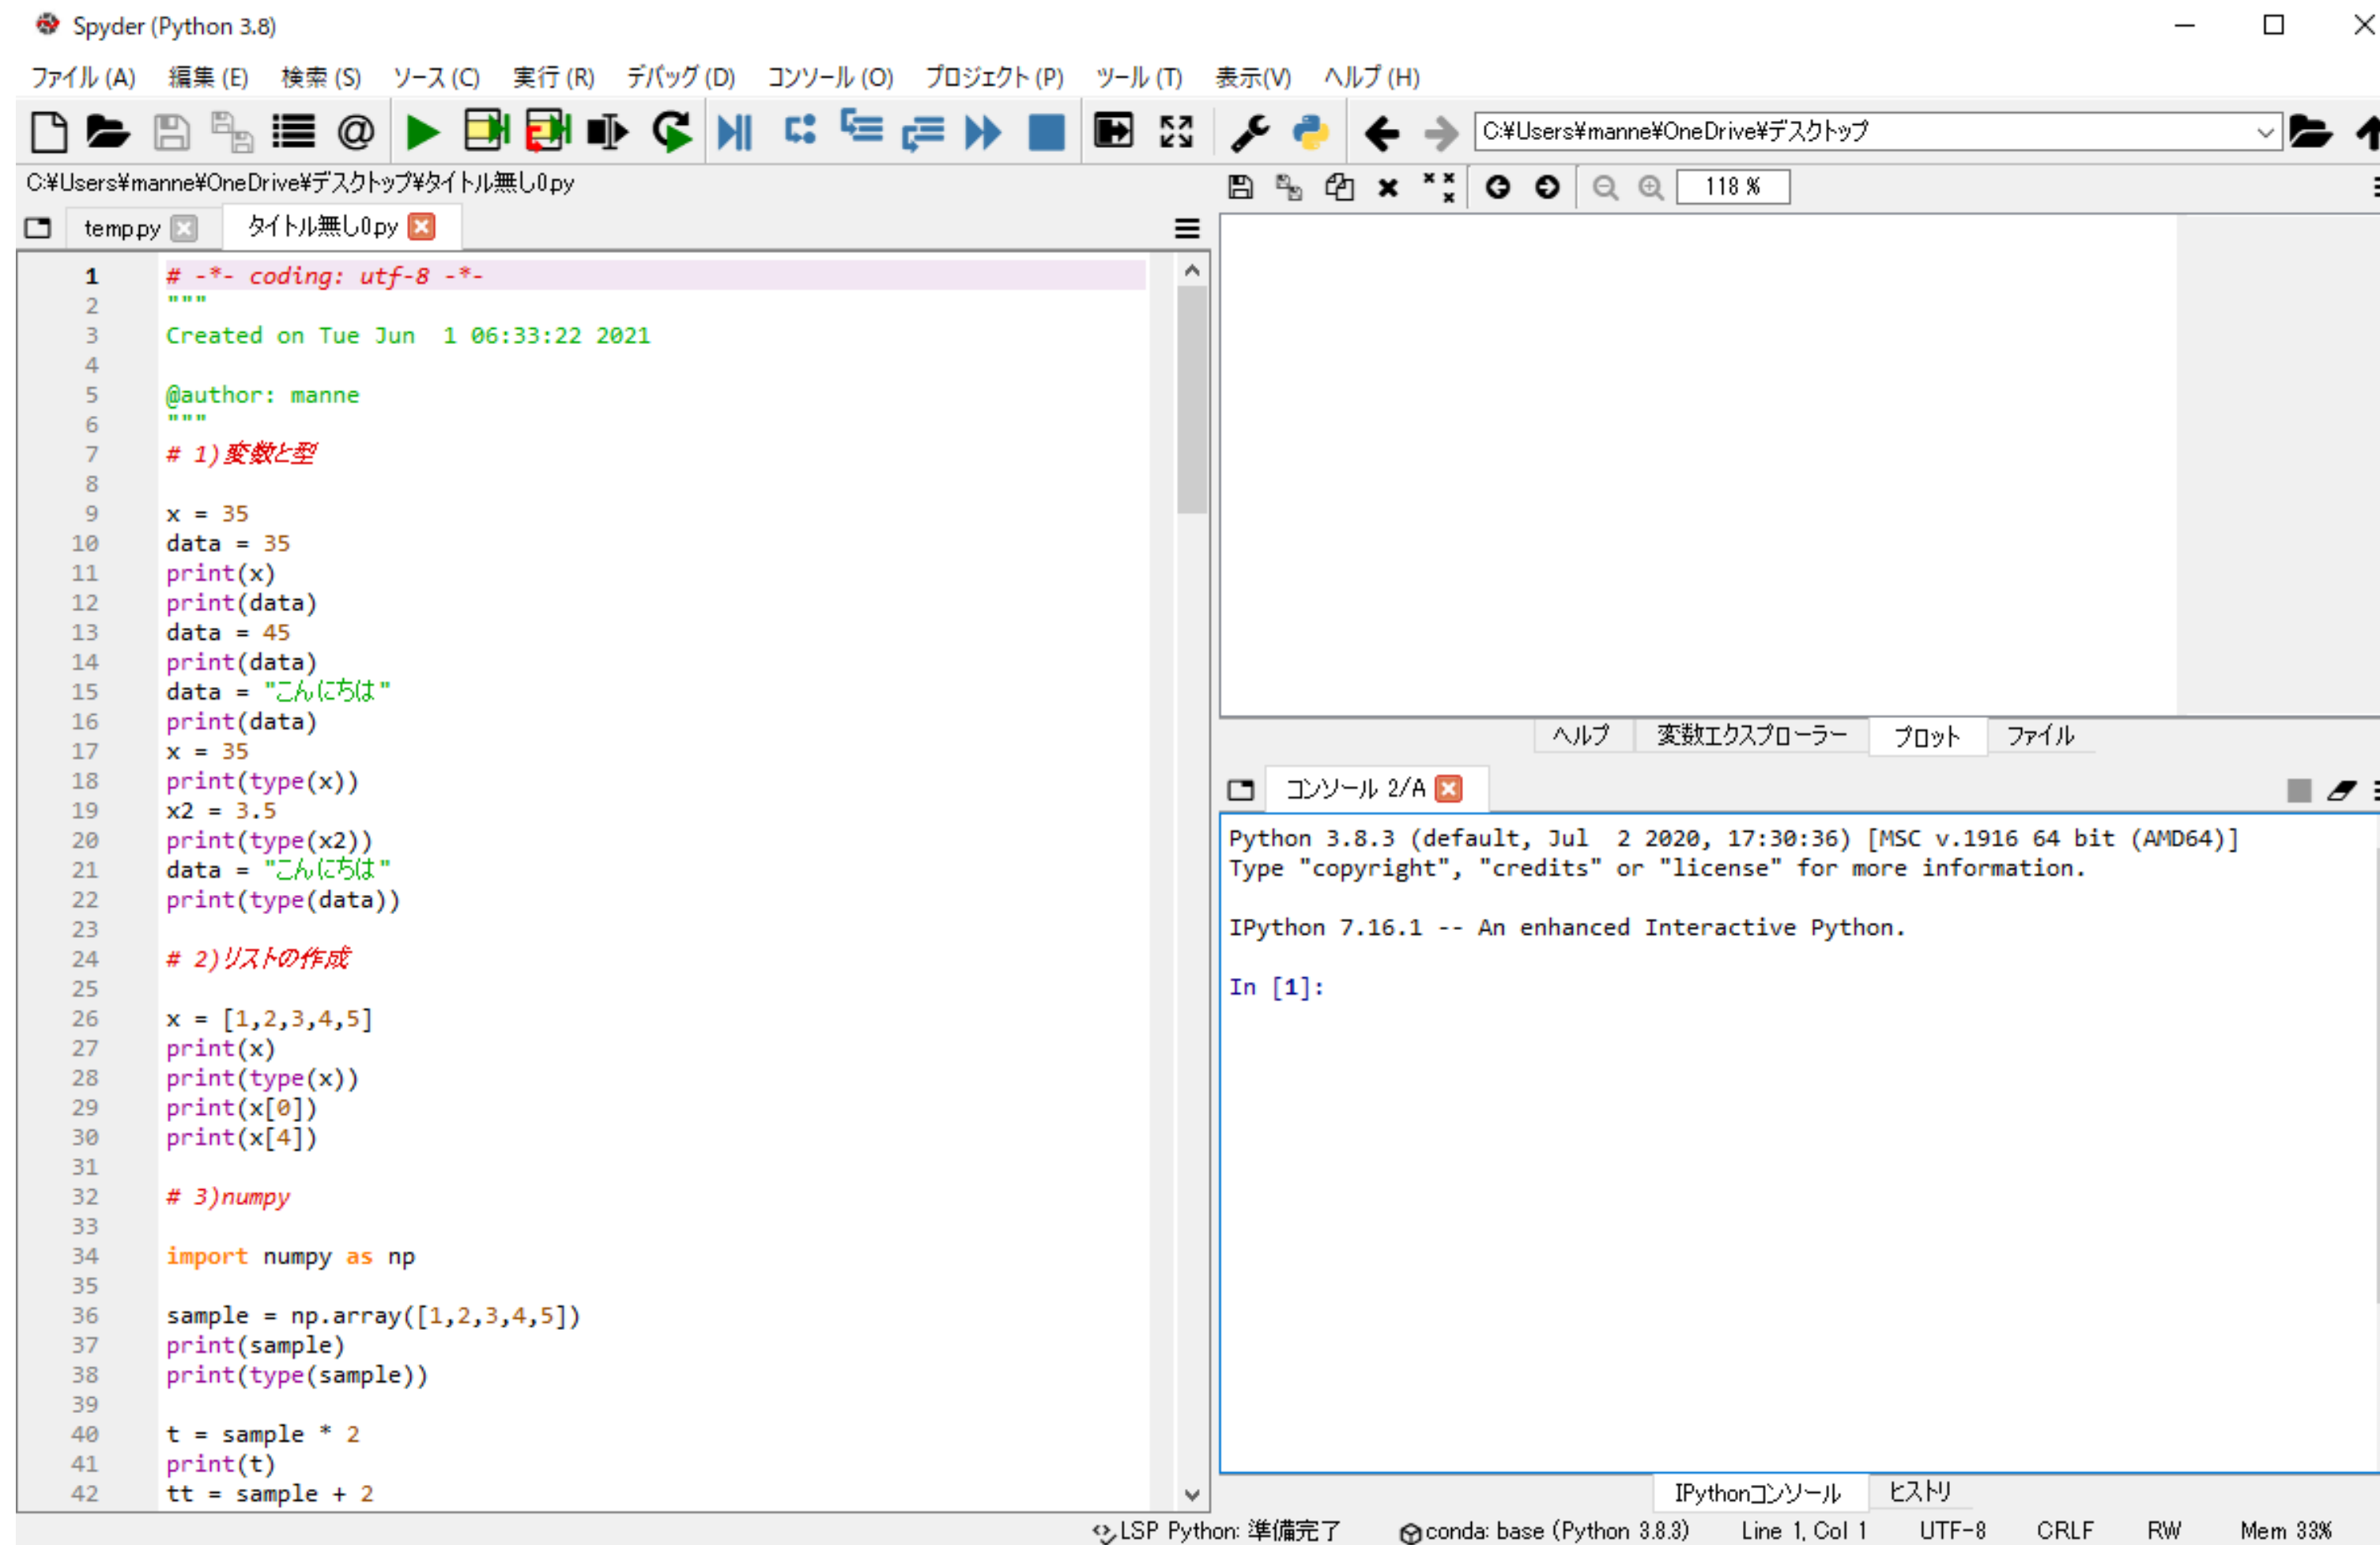 Spyder (Python 3.8)
ファイル (A) 編集 (E) 検索 (S) ソース (C) 実行 (R) デバッグ (D) コンソール (O) プロジェクト (P) ツール (T) 表示(V) ヘルプ (H)
C:¥Users¥manne¥OneDrive¥デスクトップ
C:¥Users¥manne¥OneDrive¥デスクトップ¥タイトル無し0.py
temp.py タイトル無し0.py
1 # -*- coding: utf-8 -*-
2 """
3 Created on Tue Jun  1 06:33:22 2021
4
5 @author: manne
6 """
7 # 1)変数と型
8
9 x = 35
10 data = 35
11 print(x)
12 print(data)
13 data = 45
14 print(data)
15 data = "こんにちは"
16 print(data)
17 x = 35
18 print(type(x))
19 x2 = 3.5
20 print(type(x2))
21 data = "こんにちは"
22 print(type(data))
23
24 # 2)リストの作成
25
26 x = [1,2,3,4,5]
27 print(x)
28 print(type(x))
29 print(x[0])
30 print(x[4])
31
32 # 3)numpy
33
34 import numpy as np
35
36 sample = np.array([1,2,3,4,5])
37 print(sample)
38 print(type(sample))
39
40 t = sample * 2
41 print(t)
42 tt = sample + 2
118 %
ヘルプ 変数エクスプローラー プロット ファイル
コンソール 2/A
Python 3.8.3 (default, Jul  2 2020, 17:30:36) [MSC v.1916 64 bit (AMD64)]
Type "copyright", "credits" or "license" for more information.
IPython 7.16.1 -- An enhanced Interactive Python.
In [1]:
IPythonコンソール ヒストリ
LSP Python: 準備完了 conda: base (Python 3.8.3) Line 1, Col 1 UTF-8 CRLF RW Mem 33%